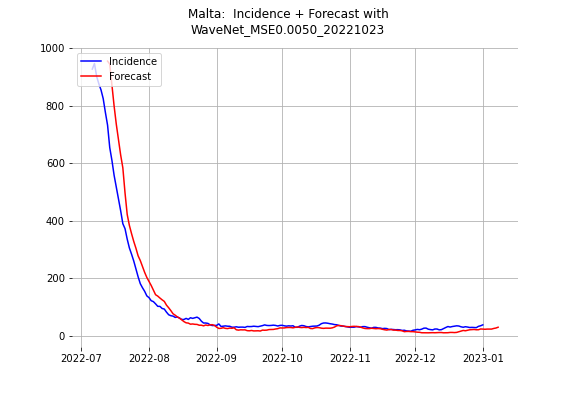 Malta:  Incidence + Forecast with
WaveNet_MSE0.0050_20221023
Incidence
Forecast
1000
800
600
400
200
0
2022-07 2022-08 2022-09 2022-10 2022-11 2022-12 2023-01